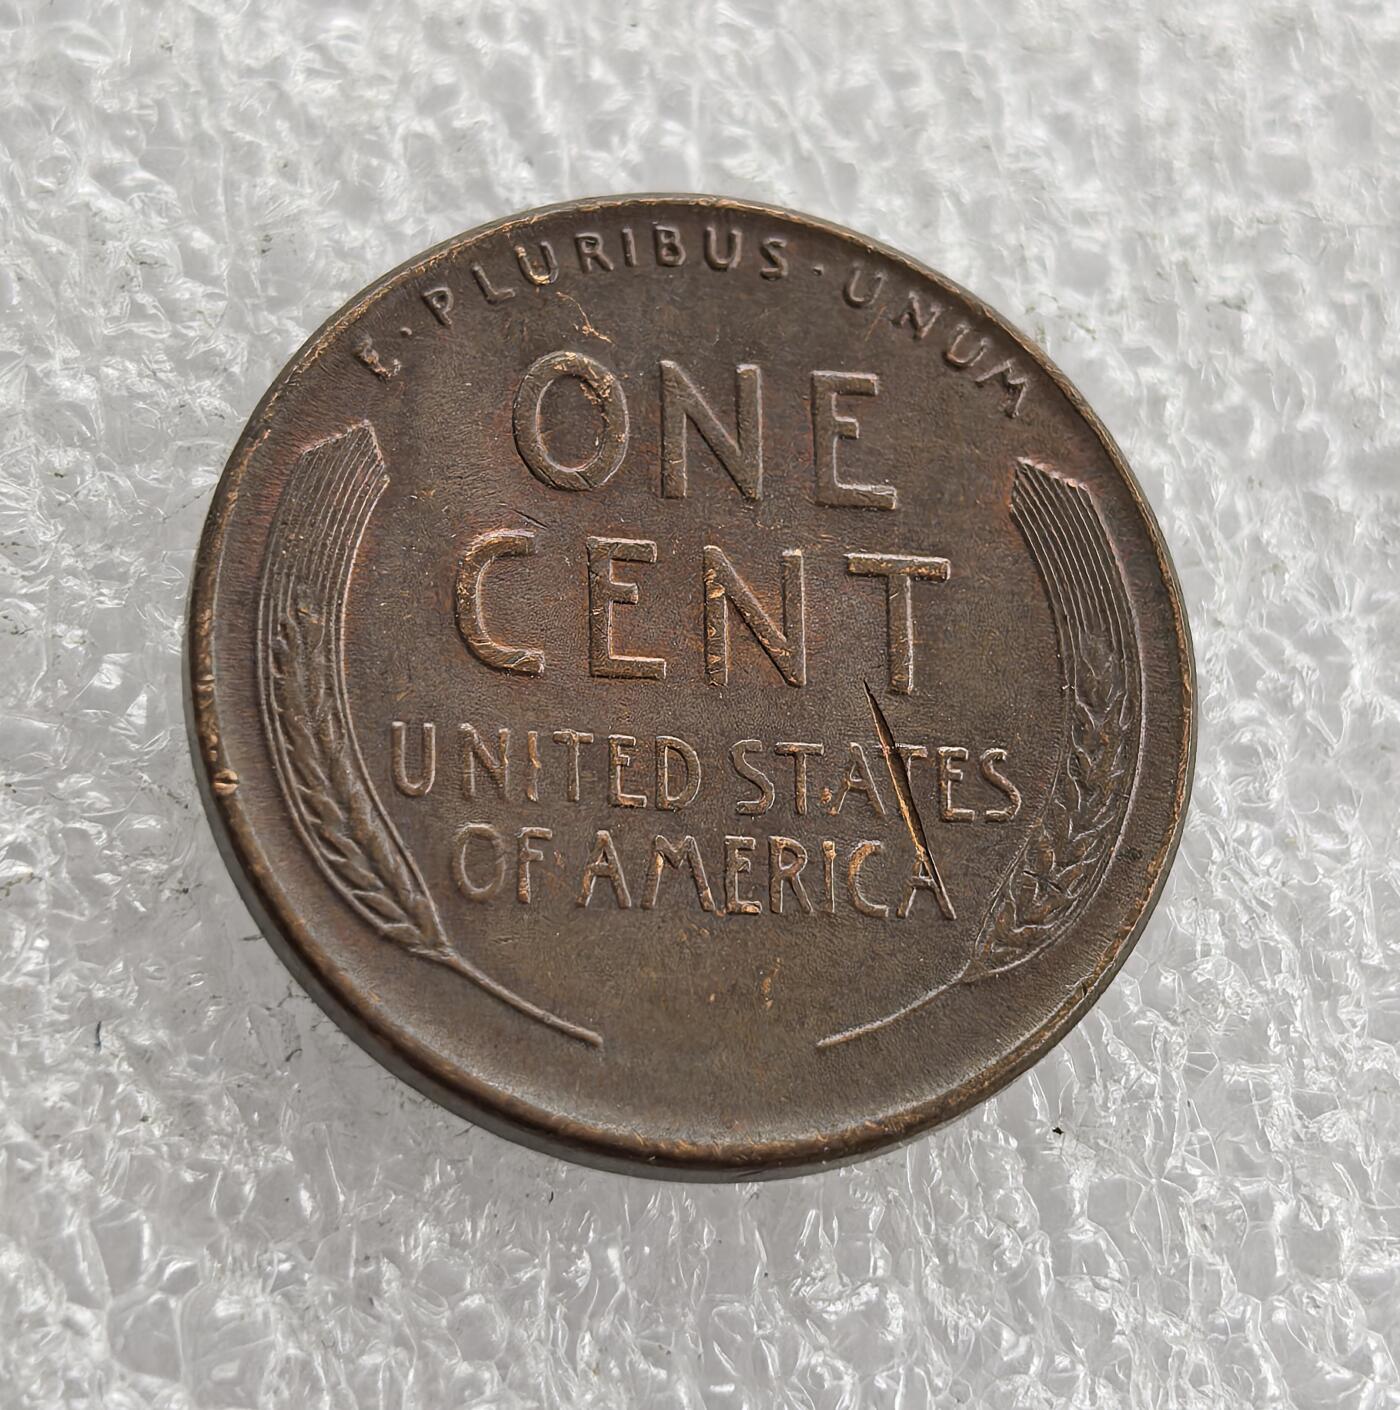 E·PLURIBUS·UNUM
ONE
CENT
UNITED STATES
OF AMERICA